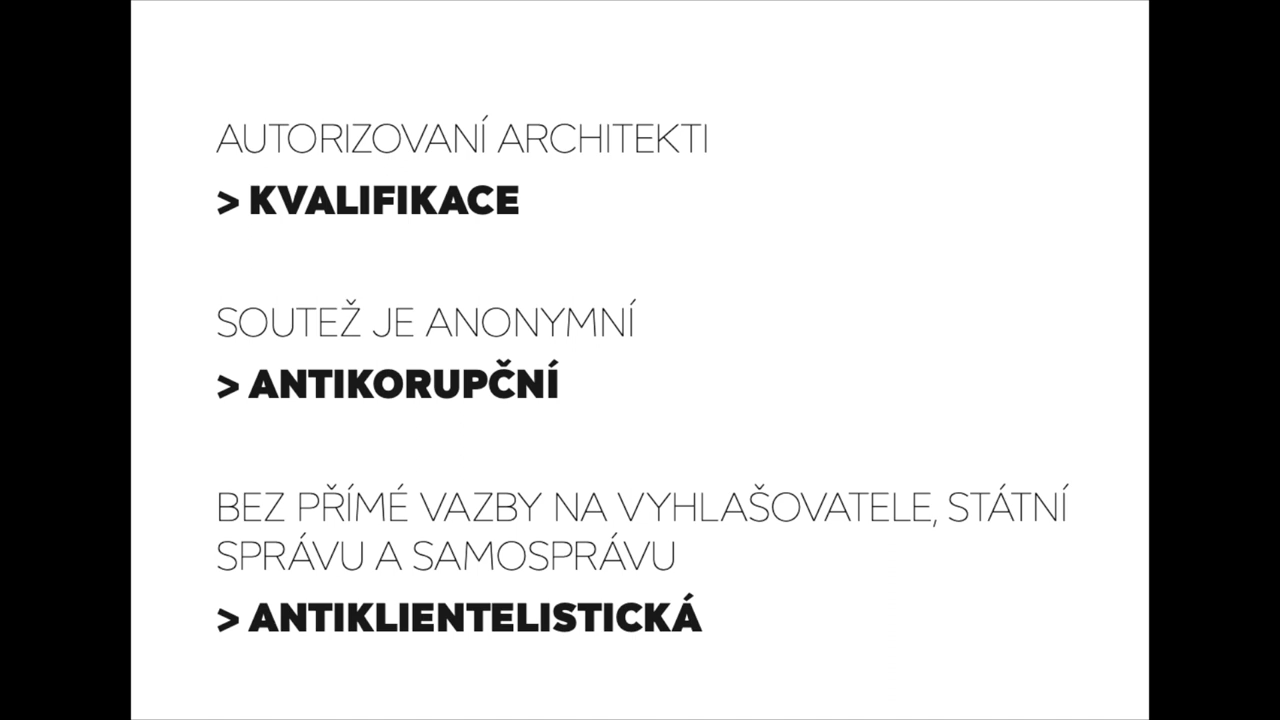 AUTORIZOVANÍ ARCHITEKTI
> KVALIFIKACE
SOUTEŽ JE ANONYMNÍ
> ANTIKORUPČNÍ
BEZ PŘÍMÉ VAZBY NA VYHLAŠOVATELE, STÁTNÍ
SPRÁVU A SAMOSPRÁVU
> ANTIKLIENTELISTICKÁ